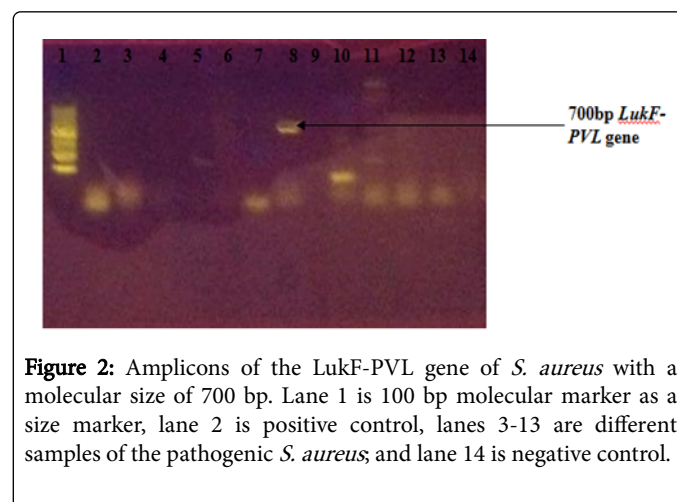 1 2 3 4 5 6 7 8 9 10 11 12 13 14
700bp LukF-
PVL gene
Figure 2: Amplicons of the LukF-PVL gene of S. aureus with a
molecular size of 700 bp. Lane 1 is 100 bp molecular marker as a
size marker, lane 2 is positive control, lanes 3-13 are different
samples of the pathogenic S. aureus; and lane 14 is negative control.